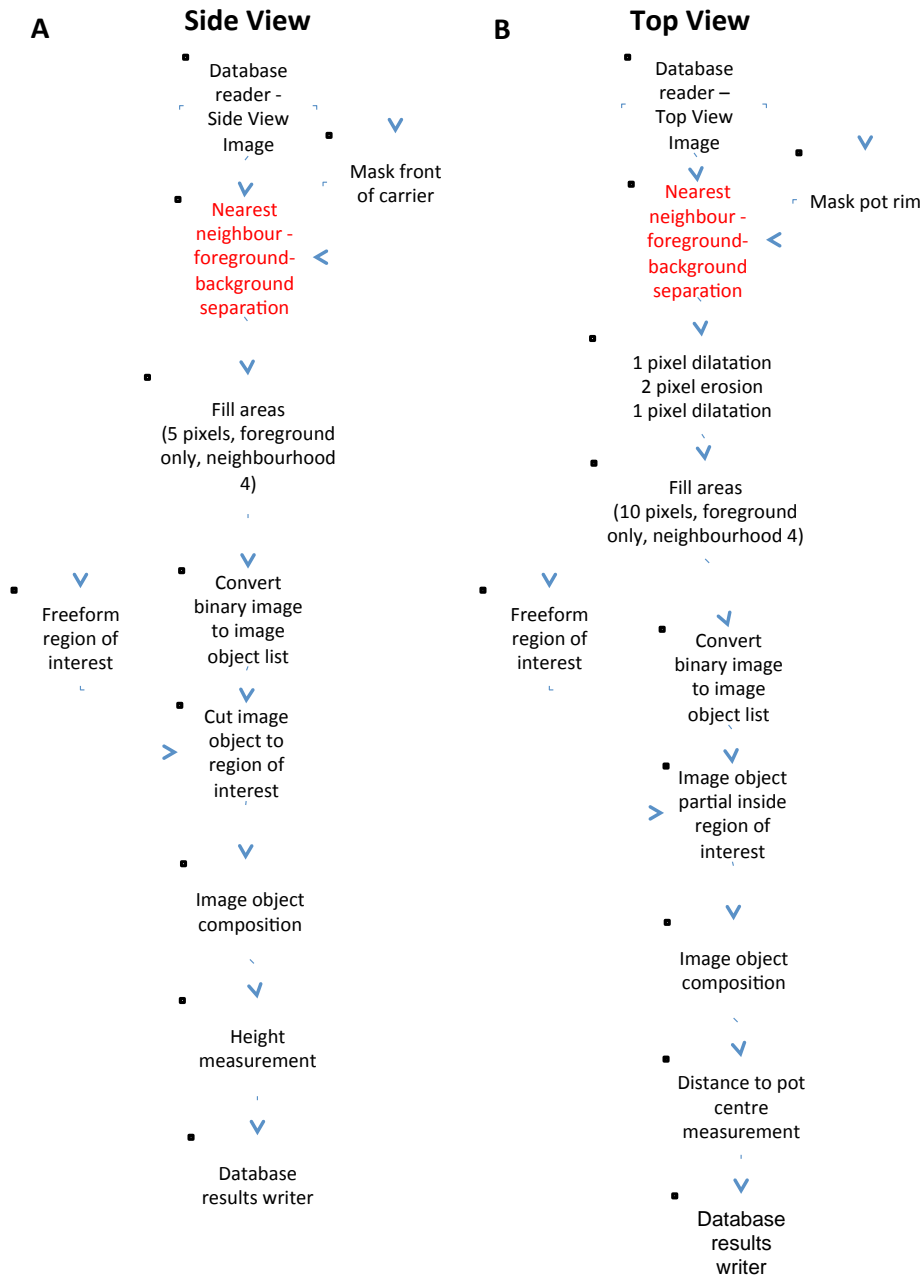 A
Side View
Database
reader -
Side View
Image
Mask front
of carrier
Nearest
neighbour -
foreground-
background
separation
Fill areas
(5 pixels, foreground
only, neighbourhood
4)
Freeform
region of
interest
Convert
binary image
to image
object list
Cut image
object to
region of
interest
Image object
composition
Height
measurement
Database
results writer
B
Top View
Database
reader –
Top View
Image
Mask pot rim
Nearest
neighbour -
foreground-
background
separation
1 pixel dilatation
2 pixel erosion
1 pixel dilatation
Fill areas
(10 pixels, foreground
only, neighbourhood 4)
Freeform
region of
interest
Convert
binary image
to image
object list
Image object
partial inside
region of
interest
Image object
composition
Distance to pot
centre
measurement
Database
results
writer